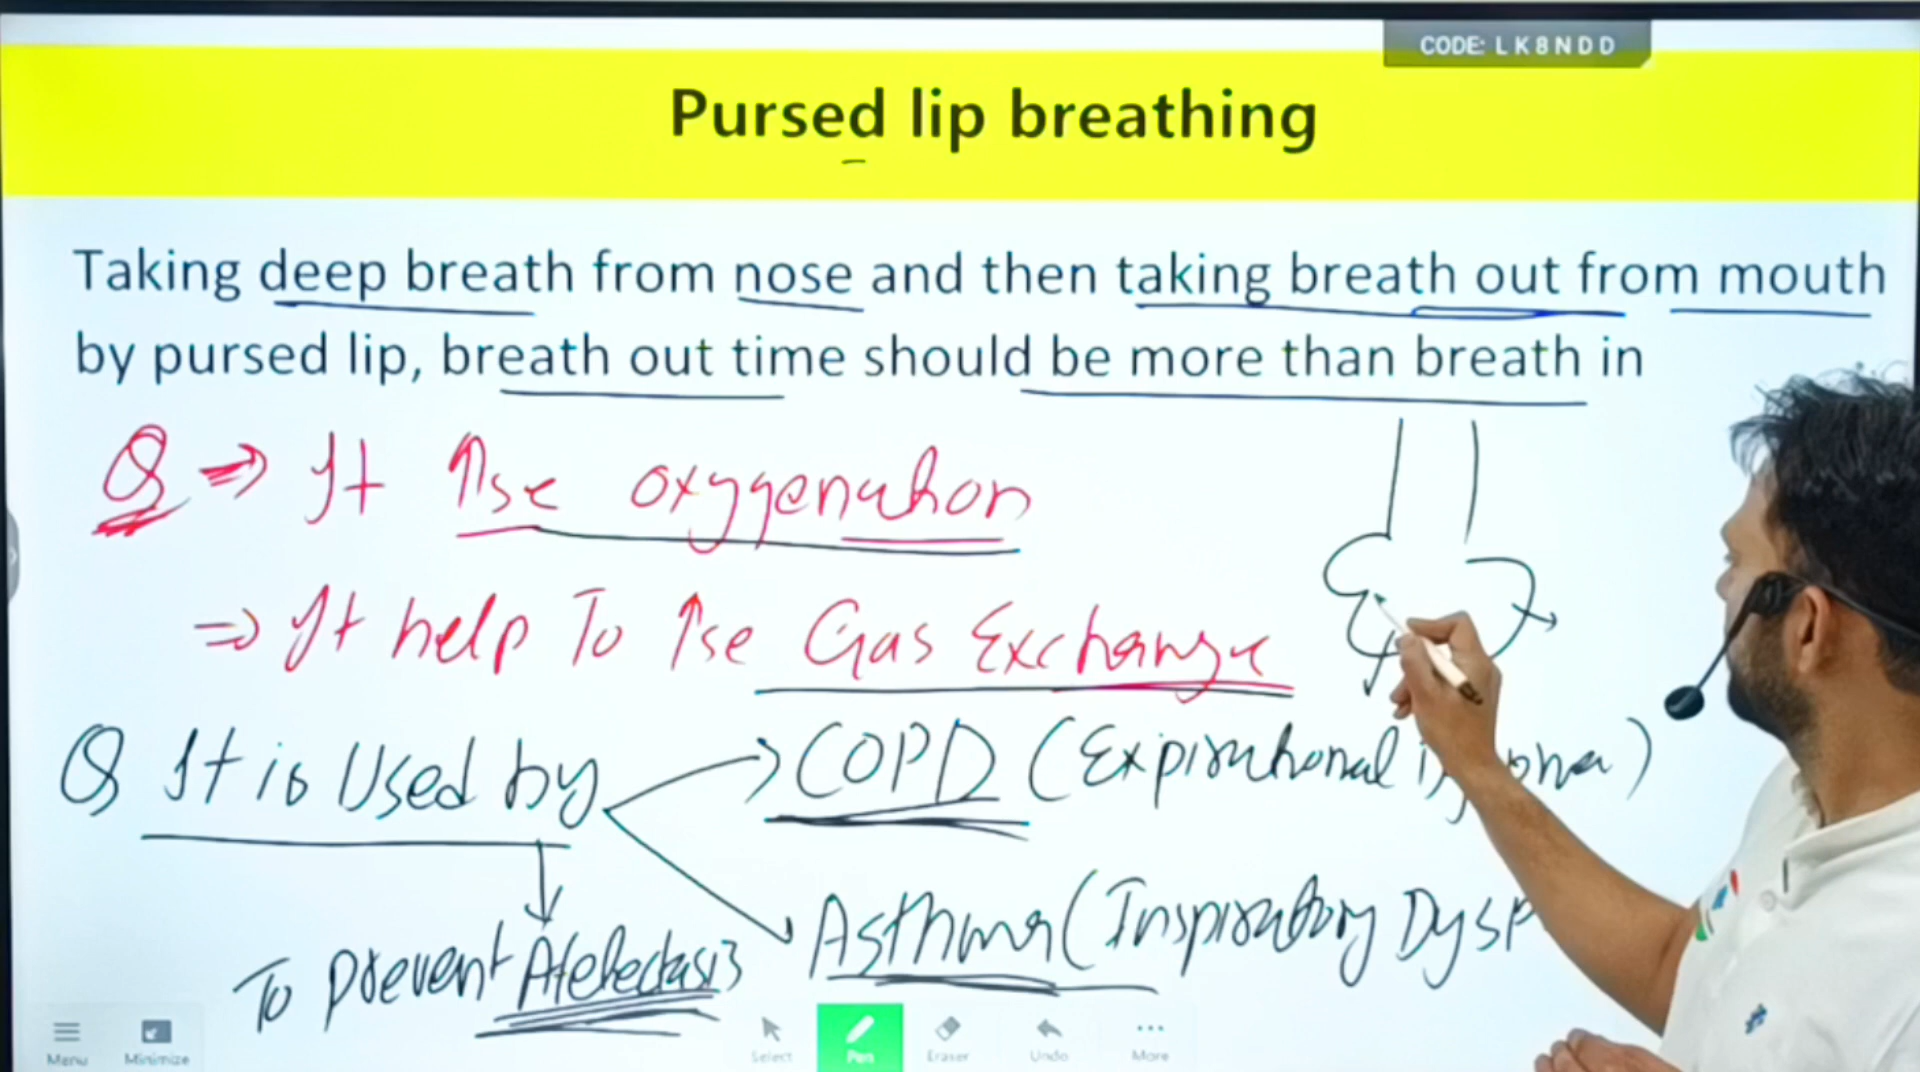 CODE: L K 8 N D D
Pursed lip breathing
Taking deep breath from nose and then taking breath out from mouth
by pursed lip, breath out time should be more than breath in
Q ⇒ It ↑se oxygenation
⇒ It help To ↑se Gas Exchange
Q It is Used by → COPD (Expirational
→ Asthma (Inspiratory Dysp
To prevent Atelectasis
Menu Minimize Select Pen Eraser Undo More